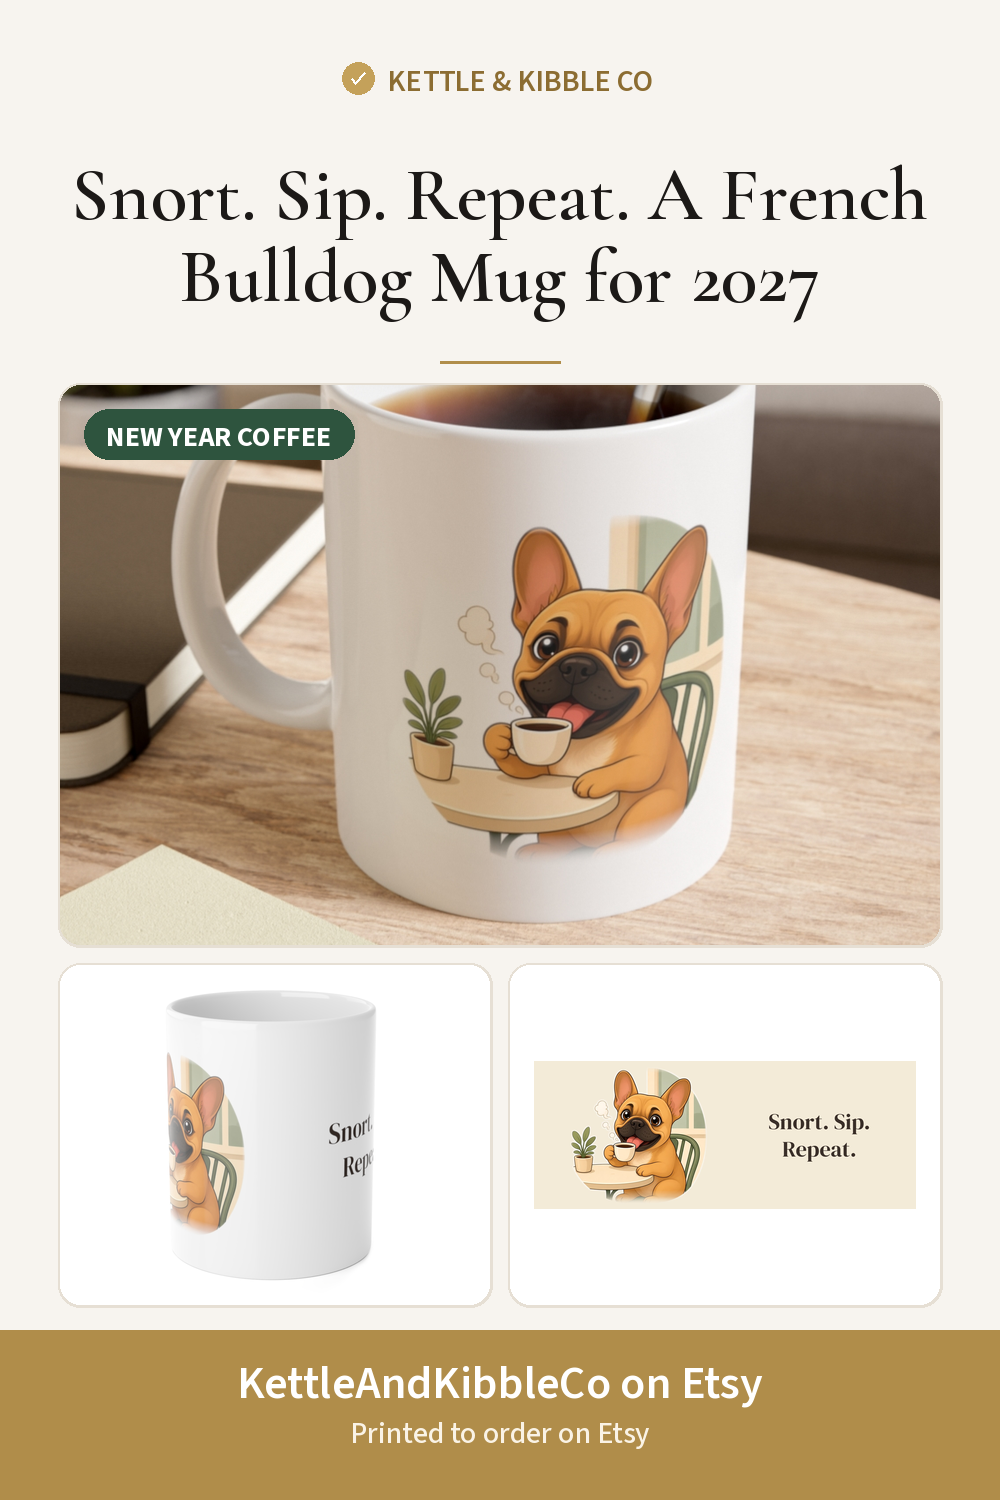 KETTLE & KIBBLE CO
Snort. Sip. Repeat. A French
Bulldog Mug for 2027
NEW YEAR COFFEE
Snort.
Snort. Sip.
Repeat.
KettleAndKibbleCo on Etsy
Printed to order on Etsy